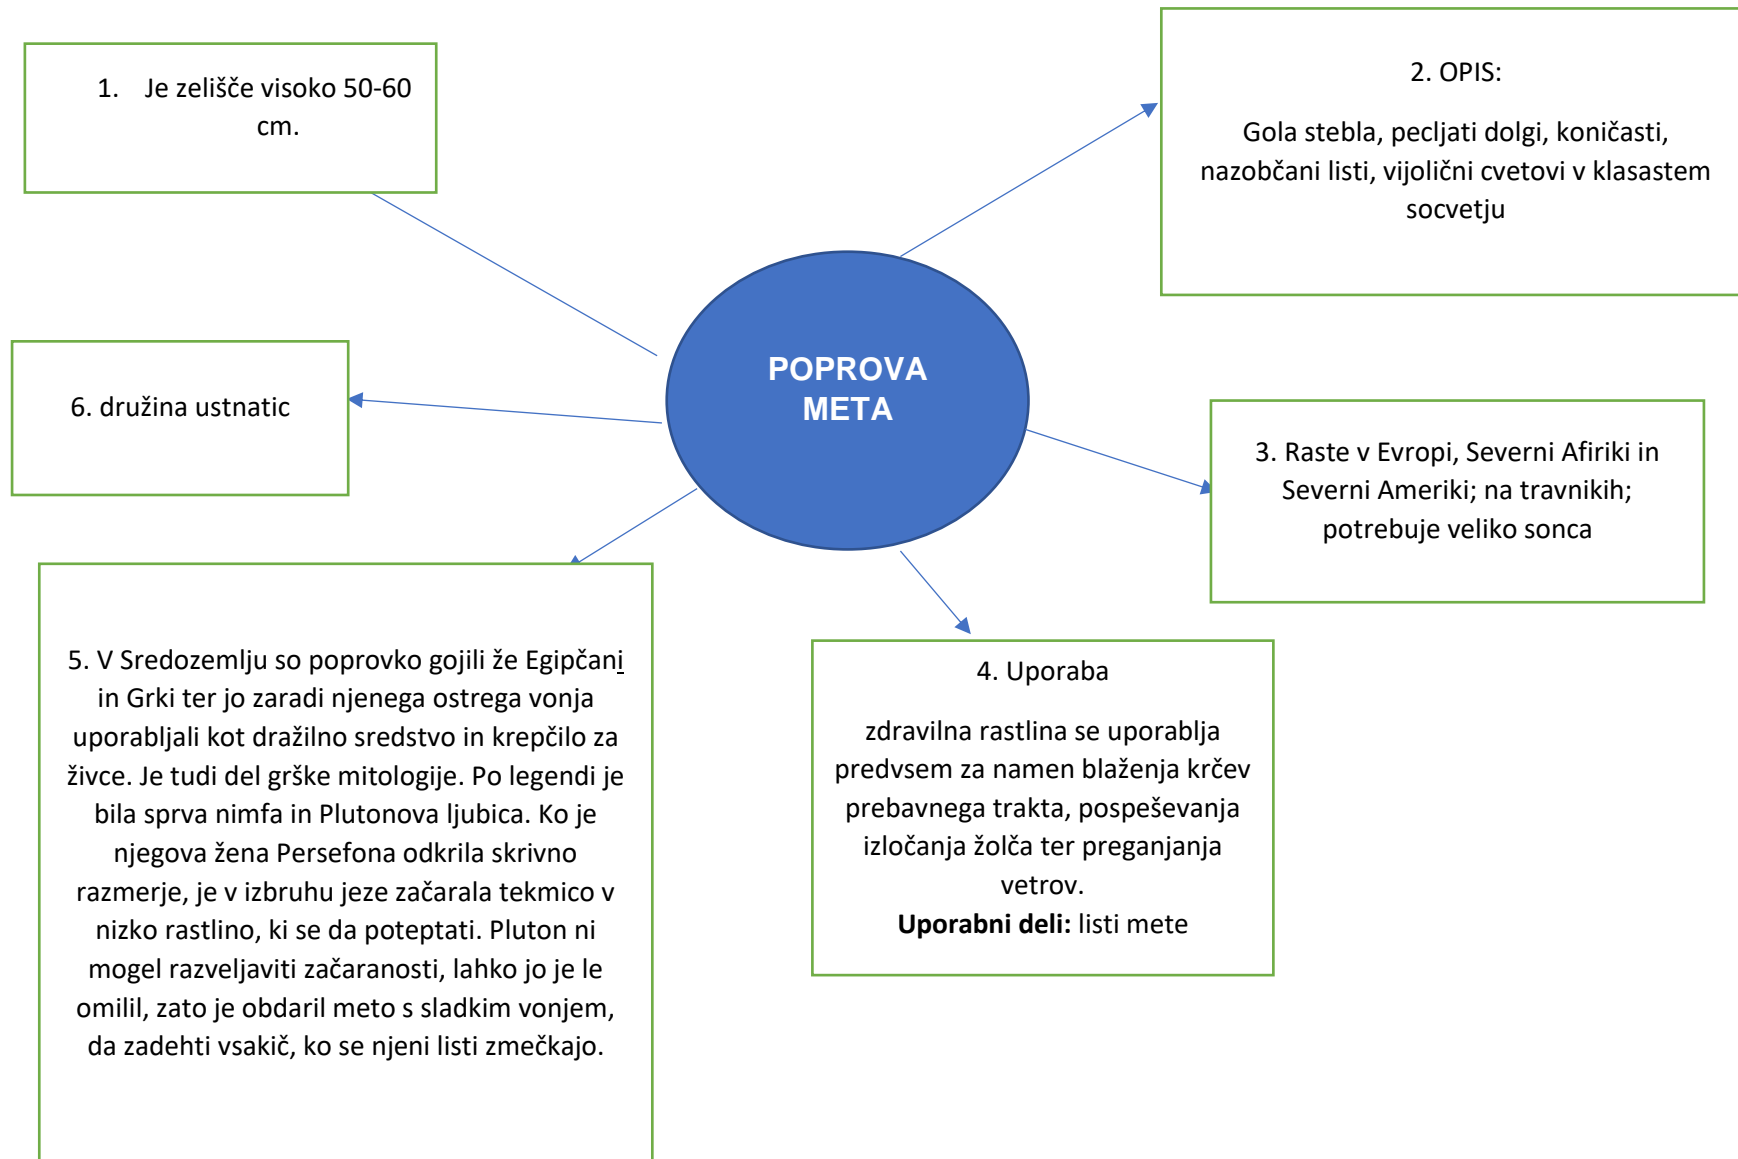 1. Je zelišče visoko 50-60
cm.
2. OPIS:
Gola stebla, pecljati dolgi, koničasti,
nazobčani listi, vijolični cvetovi v klasastem
socvetju
POPROVA
META
6. družina ustnatic
3. Raste v Evropi, Severni Afiriki in
Severni Ameriki; na travnikih;
potrebuje veliko sonca
5. V Sredozemlju so poprovko gojili že Egipčani
in Grki ter jo zaradi njenega ostrega vonja
uporabljali kot dražilno sredstvo in krepčilo za
živce. Je tudi del grške mitologije. Po legendi je
bila sprva nimfa in Plutonova ljubica. Ko je
njegova žena Persefona odkrila skrivno
razmerje, je v izbruhu jeze začarala tekmico v
nizko rastlino, ki se da poteptati. Pluton ni
mogel razveljaviti začaranosti, lahko jo je le
omilil, zato je obdaril meto s sladkim vonjem,
da zadehti vsakič, ko se njeni listi zmečkajo.
4. Uporaba
zdravilna rastlina se uporablja
predvsem za namen blaženja krčev
prebavnega trakta, pospeševanja
izločanja žolča ter preganjanja
vetrov.
Uporabni deli: listi mete